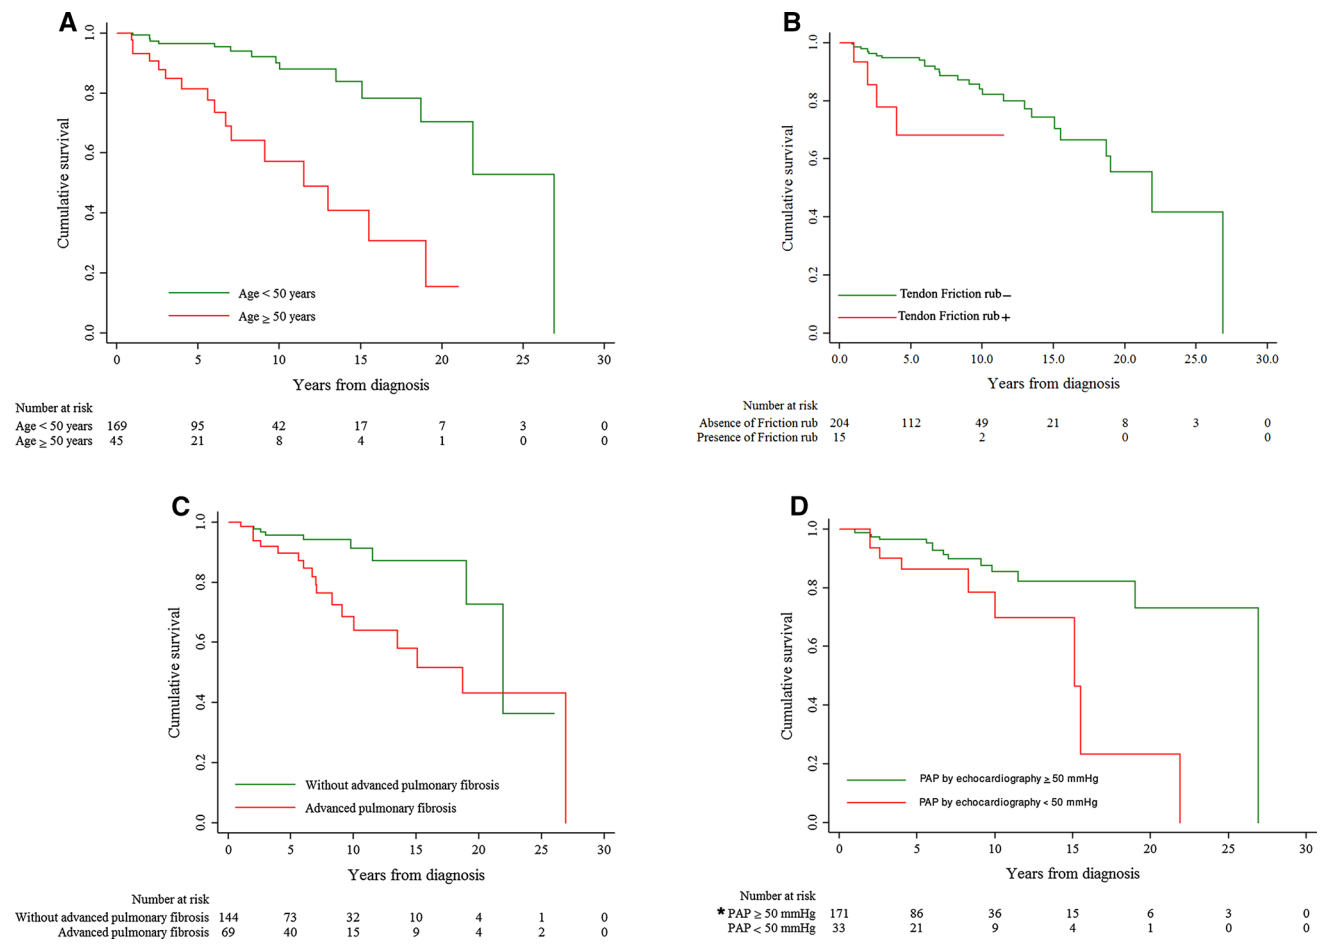 A
Cumulative survival
1.0
0.8
0.6
0.4
0.2
0.0
Age < 50 years
Age ≥ 50 years
0 5 10 15 20 25 30
Years from diagnosis
Number at risk
Age < 50 years 169 95 42 17 7 3 0
Age ≥ 50 years 45 21 8 4 1 0 0
B
Cumulative survival
1.0
0.8
0.6
0.4
0.2
0.0
Tendon Friction rub –
Tendon Friction rub +
0.0 5.0 10.0 15.0 20.0 25.0 30.0
Years from diagnosis
Number at risk
Absence of Friction rub 204 112 49 21 8 3 0
Presence of Friction rub 15 2 0 0
C
Cumulative survival
1.0
0.8
0.6
0.4
0.2
0.0
Without advanced pulmonary fibrosis
Advanced pulmonary fibrosis
0 5 10 15 20 25 30
Years from diagnosis
Number at risk
Without advanced pulmonary fibrosis 144 73 32 10 4 1 0
Advanced pulmonary fibrosis 69 40 15 9 4 2 0
D
Cumulative survival
1.0
0.8
0.6
0.4
0.2
0.0
PAP by echocardiography ≥ 50 mmHg
PAP by echocardiography < 50 mmHg
0 5 10 15 20 25 30
Years from diagnosis
Number at risk
* PAP ≥ 50 mmHg 171 86 36 15 6 3 0
PAP < 50 mmHg 33 21 9 4 1 0 0